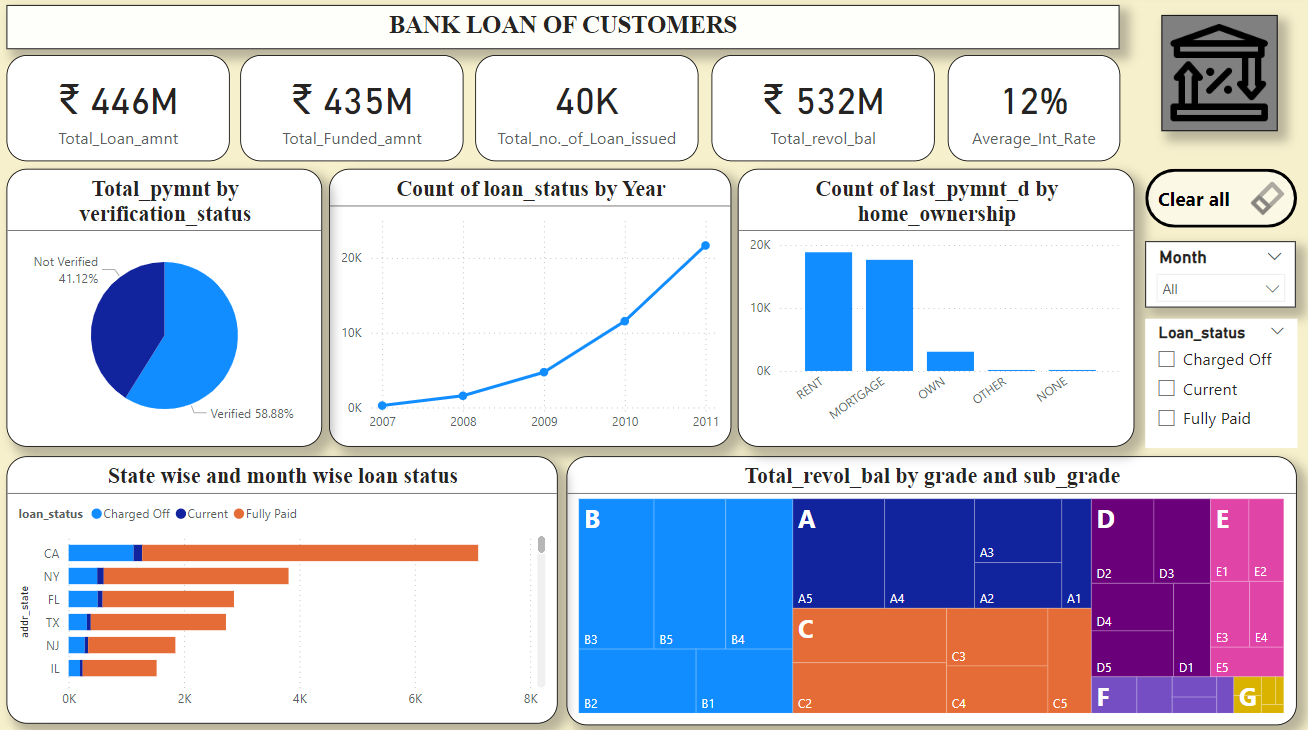 BANK LOAN OF CUSTOMERS
₹ 446M
Total_Loan_amnt
₹ 435M
Total_Funded_amnt
40K
Total_no._of_Loan_issued
₹ 532M
Total_revol_bal
12%
Average_Int_Rate
%
Total_pymnt by
verification_status
Not Verified
41.12%
Verified 58.88%
Count of loan_status by Year
20K
10K
0K
2007 2008 2009 2010 2011
Count of last_pymnt_d by
home_ownership
20K
10K
0K
RENT MORTGAGE OWN OTHER NONE
Clear all
Month
All
Loan_status
Charged Off
Current
Fully Paid
State wise and month wise loan status
loan_status Charged Off Current Fully Paid
addr_state
CA
NY
FL
TX
NJ
IL
0K 2K 4K 6K 8K
Total_revol_bal by grade and sub_grade
B
B3 B5 B4
B2 B1
A
A3
A5 A4 A2 A1
C
C3
C2 C4 C5
D
D2 D3
D4
D5 D1
E
E1 E2
E3 E4
E5
F
G